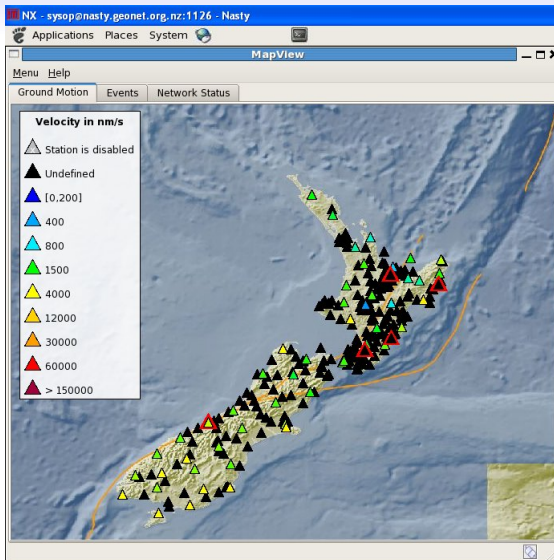 NX - sysop@nasty.geonet.org.nz:1126 - Nasty
Applications Places System
MapView
Menu Help
Ground Motion Events Network Status
Velocity in nm/s
Station is disabled
Undefined
[0,200]
400
800
1500
4000
12000
30000
60000
> 150000